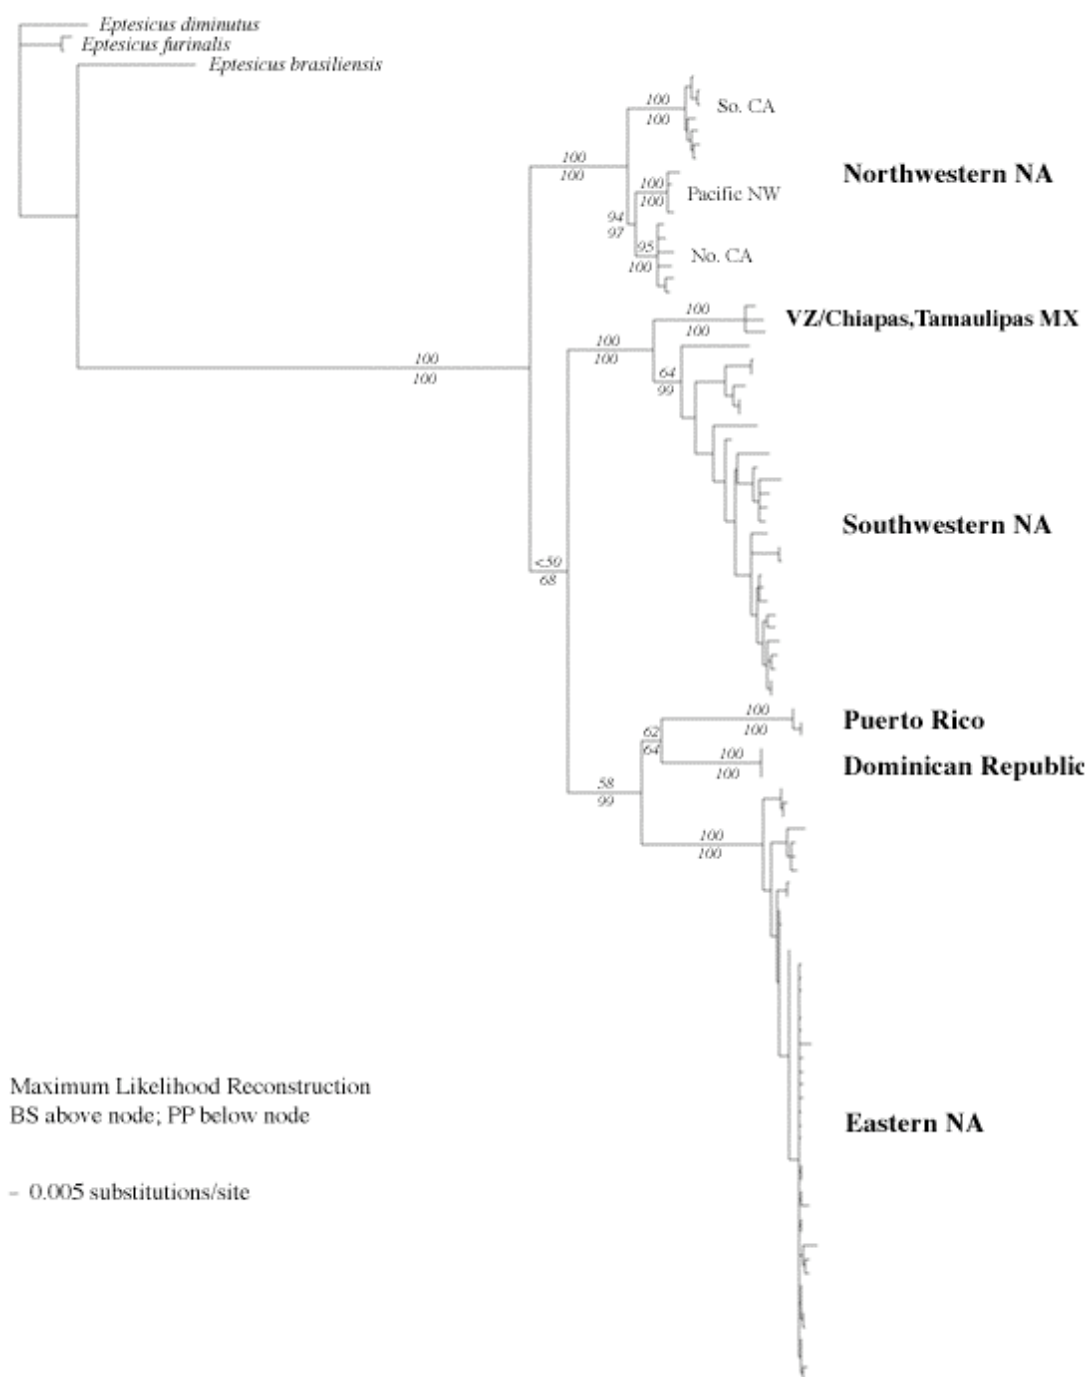 Eptesicus diminutus
Eptesicus furinalis
Eptesicus brasiliensis
100
100
So. CA
100
100
Northwestern NA
100
100
Pacific NW
94
97
95
100
No. CA
100
100
VZ/Chiapas,Tamaulipas MX
100
100
100
100
64
99
Southwestern NA
<50
68
100
100
Puerto Rico
62
64
100
100
Dominican Republic
58
99
100
100
Eastern NA
Maximum Likelihood Reconstruction
BS above node; PP below node
– 0.005 substitutions/site